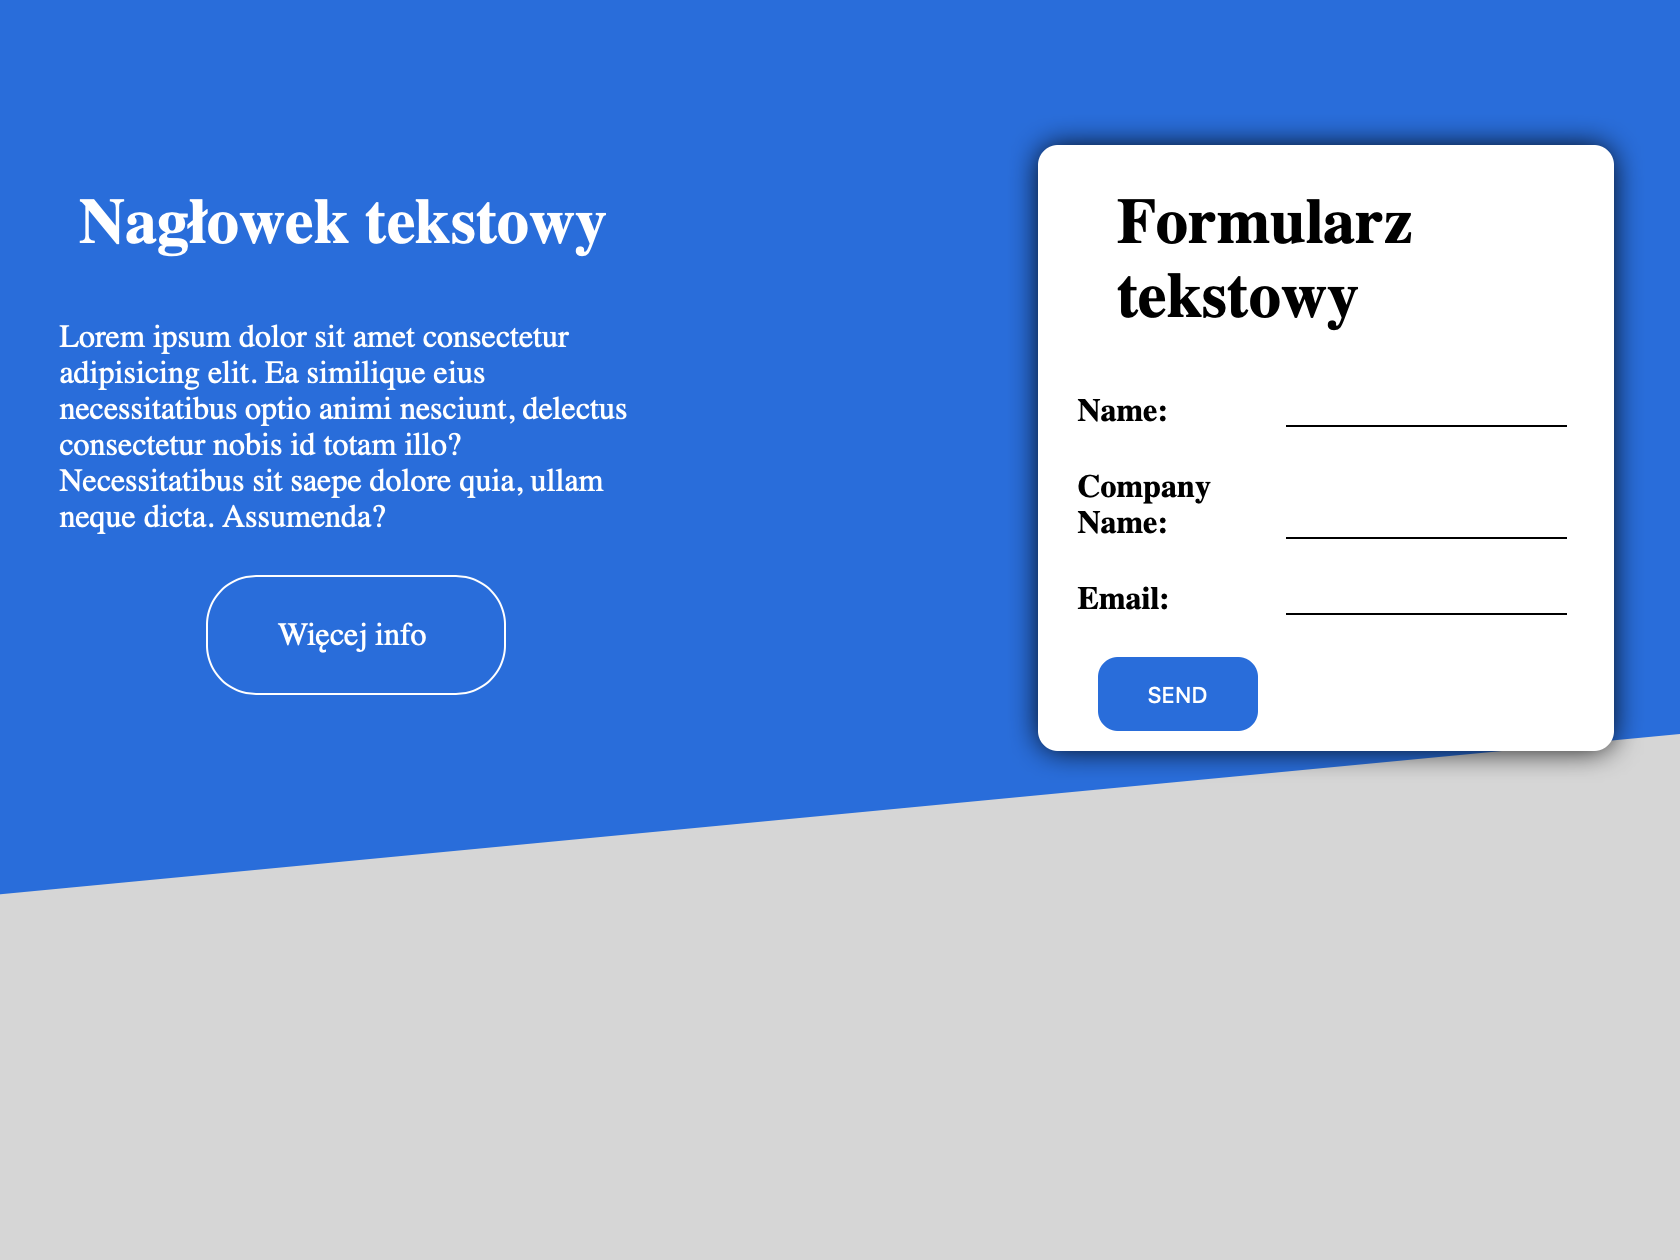 Nagłowek tekstowy
Lorem ipsum dolor sit amet consectetur
adipisicing elit. Ea similique eius
necessitatibus optio animi nesciunt, delectus
consectetur nobis id totam illo?
Necessitatibus sit saepe dolore quia, ullam
neque dicta. Assumenda?
Więcej info
Formularz
tekstowy
Name:
Company
Name:
Email:
SEND